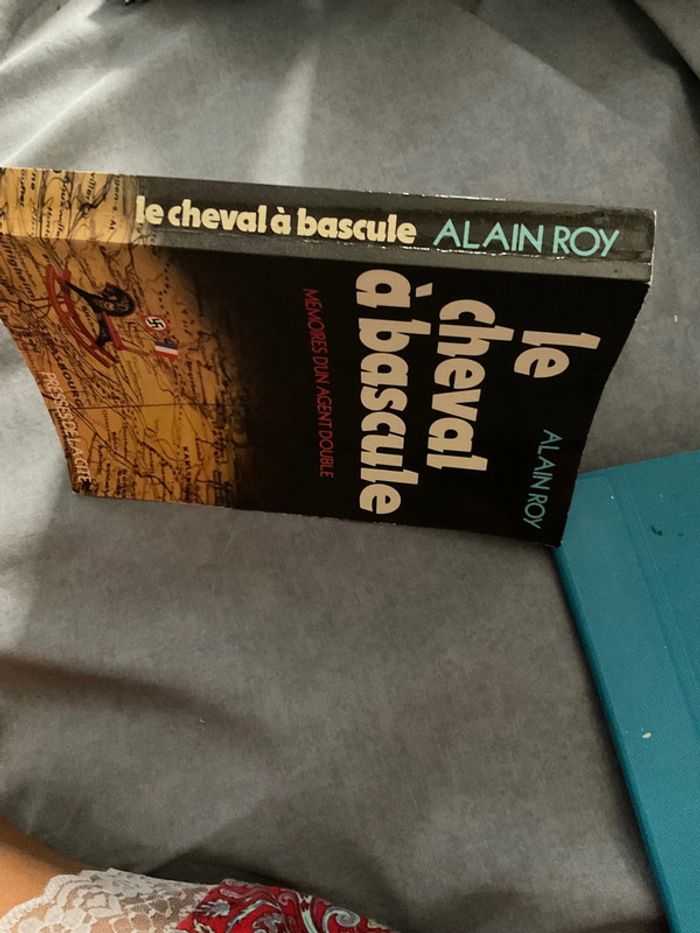 le cheval à bascule ALAIN ROY
ALAIN ROY
le
cheval
à bascule
MÉMOIRES D'UN AGENT DOUBLE
PRESSES DE LA CITÉ